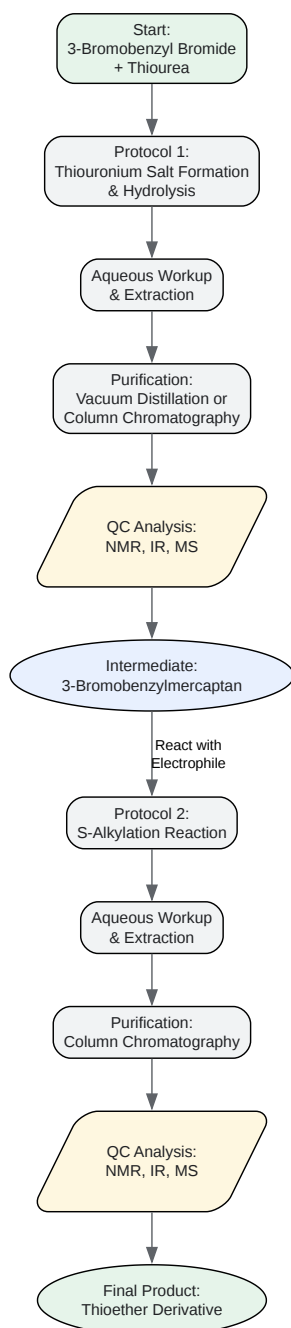 Start:
3-Bromobenzyl Bromide
+ Thiourea
Protocol 1:
Thiouronium Salt Formation
& Hydrolysis
Aqueous Workup
& Extraction
Purification:
Vacuum Distillation or
Column Chromatography
QC Analysis:
NMR, IR, MS
Intermediate:
3-Bromobenzylmercaptan
React with
Electrophile
Protocol 2:
S-Alkylation Reaction
Aqueous Workup
& Extraction
Purification:
Column Chromatography
QC Analysis:
NMR, IR, MS
Final Product:
Thioether Derivative